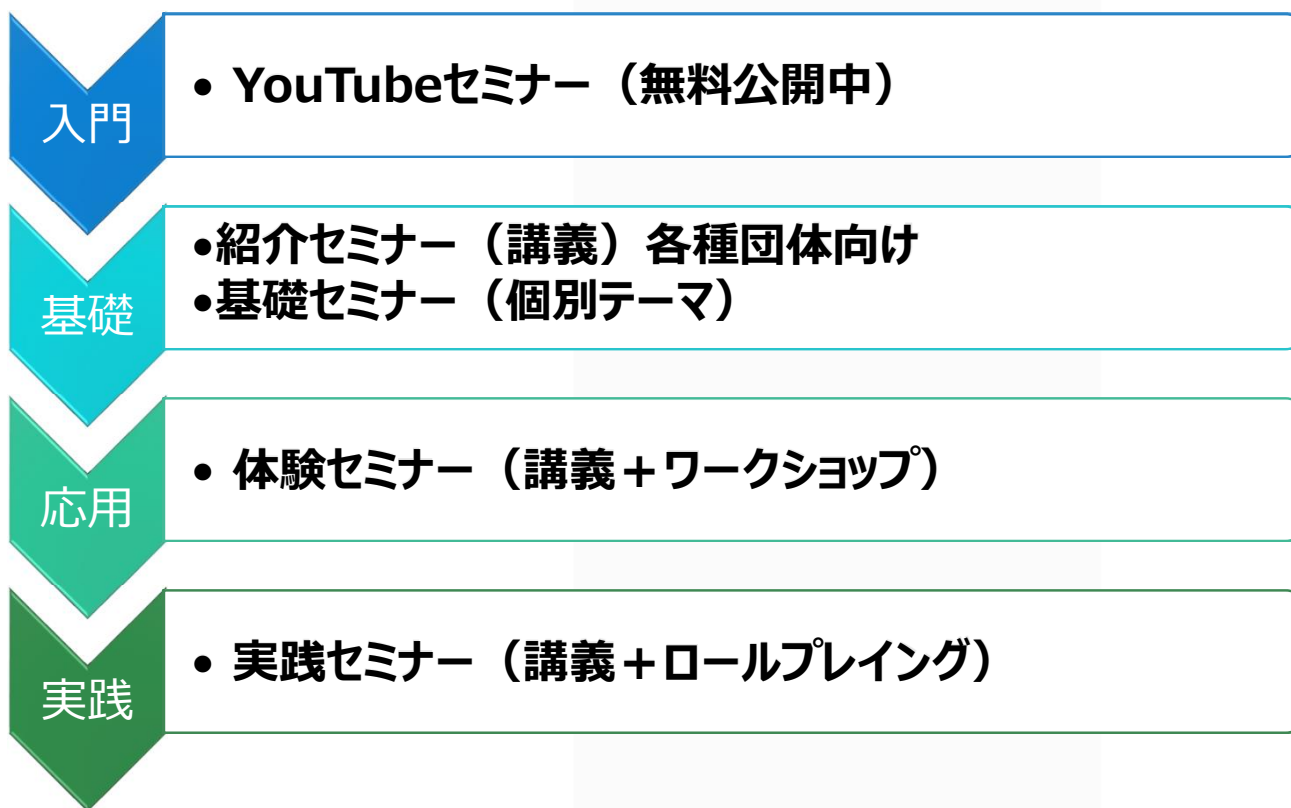 入門
• YouTubeセミナー（無料公開中）
基礎
•紹介セミナー（講義）各種団体向け
•基礎セミナー（個別テーマ）
応用
• 体験セミナー（講義＋ワークショップ）
実践
• 実践セミナー（講義＋ロールプレイング）